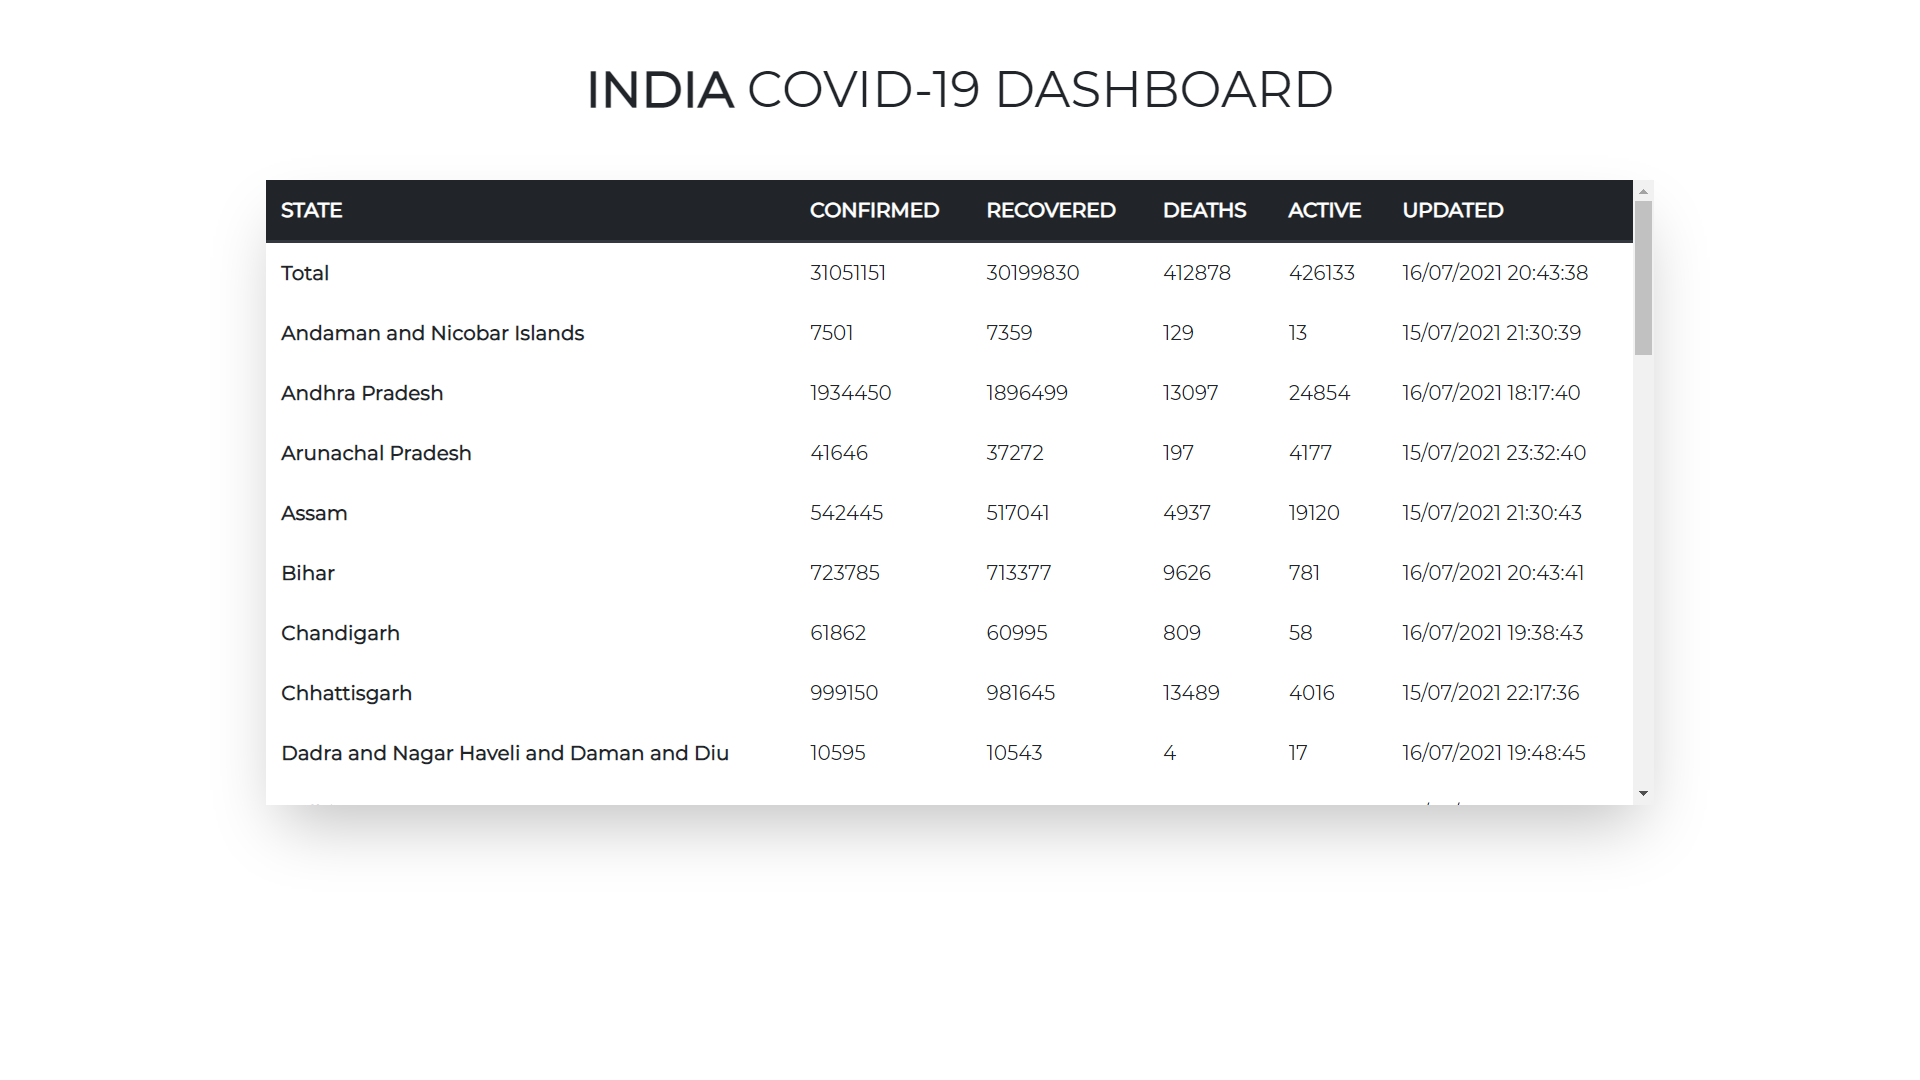 INDIA COVID-19 DASHBOARD
STATE CONFIRMED RECOVERED DEATHS ACTIVE UPDATED
Total 31051151 30199830 412878 426133 16/07/2021 20:43:38
Andaman and Nicobar Islands 7501 7359 129 13 15/07/2021 21:30:39
Andhra Pradesh 1934450 1896499 13097 24854 16/07/2021 18:17:40
Arunachal Pradesh 41646 37272 197 4177 15/07/2021 23:32:40
Assam 542445 517041 4937 19120 15/07/2021 21:30:43
Bihar 723785 713377 9626 781 16/07/2021 20:43:41
Chandigarh 61862 60995 809 58 16/07/2021 19:38:43
Chhattisgarh 999150 981645 13489 4016 15/07/2021 22:17:36
Dadra and Nagar Haveli and Daman and Diu 10595 10543 4 17 16/07/2021 19:48:45